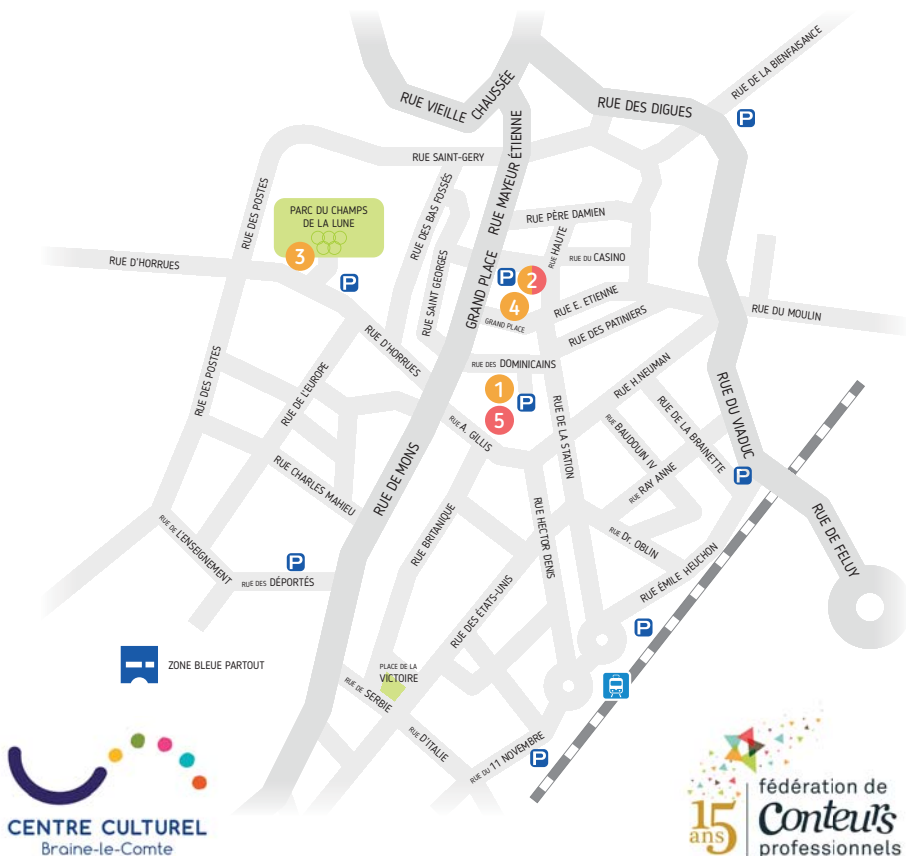 RUE DE LA BIENFAISANCE
RUE VIEILLE CHAUSSÉE
RUE DES DIGUES
P
RUE MAYEUR ÉTIENNE
RUE SAINT-GERY
RUE DES POSTES
PARC DU CHAMPS
DE LA LUNE
RUE DES BAS FOSSÉS
RUE PÈRE DAMIEN
3
RUE D'HORRUES
P
RUE SAINT GEORGES
GRAND PLACE
P
2
RUE HAUTE
RUE DU CASINO
4
GRAND PLACE
RUE E. ETIENNE
RUE DES PATINIERS
RUE DU MOULIN
RUE D'HORRUES
RUE DES DOMINICAINS
RUE DES POSTES
RUE DE L'EUROPE
1
P
5
RUE H.NEUMAN
RUE DU VIADUC
RUE A. GILLIS
RUE DE LA STATION
RUE BAUDOUIN IV
RUE DE LA BRAINETTE
RUE DE MONS
RUE CHARLES MAHIEU
RUE RAY ANNE
P
RUE DE L'ENSEIGNEMENT
RUE BRITANIQUE
RUE HECTOR DENIS
RUE Dr. OBLIN
RUE DE FELUY
P
RUE DES DÉPORTÉS
RUE DES ÉTATS-UNIS
RUE ÉMILE HEUCHON
P
ZONE BLEUE PARTOUT
PLACE DE LA
VICTOIRE
RUE DE SERBIE
RUE D'ITALIE
RUE DU 11 NOVEMBRE
P
CENTRE CULTUREL
Braine-le-Comte
15
ans
fédération de
Conteurs
professionnels